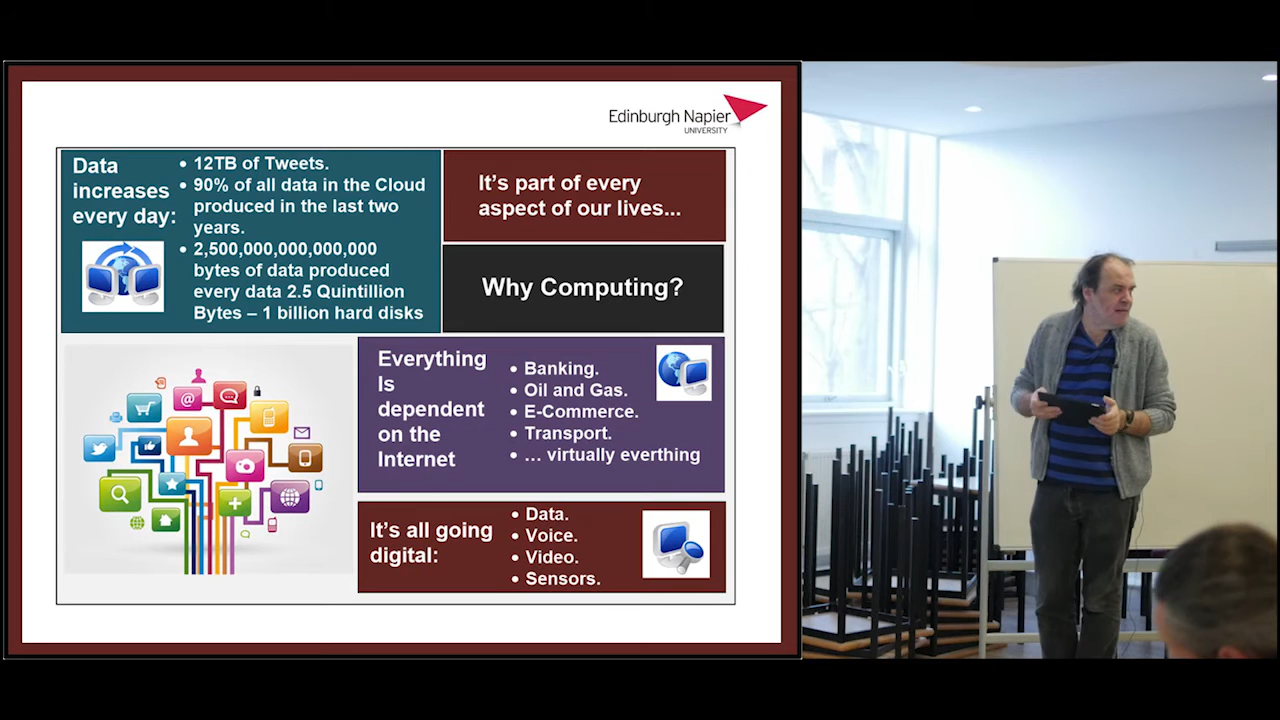 Edinburgh Napier
UNIVERSITY
Data
increases
every day:
• 12TB of Tweets.
• 90% of all data in the Cloud
produced in the last two
years.
• 2,500,000,000,000,000
bytes of data produced
every data 2.5 Quintillion
Bytes – 1 billion hard disks
It's part of every
aspect of our lives...
Why Computing?
Everything
Is
dependent
on the
Internet
• Banking.
• Oil and Gas.
• E-Commerce.
• Transport.
• … virtually everthing
It's all going
digital:
• Data.
• Voice.
• Video.
• Sensors.